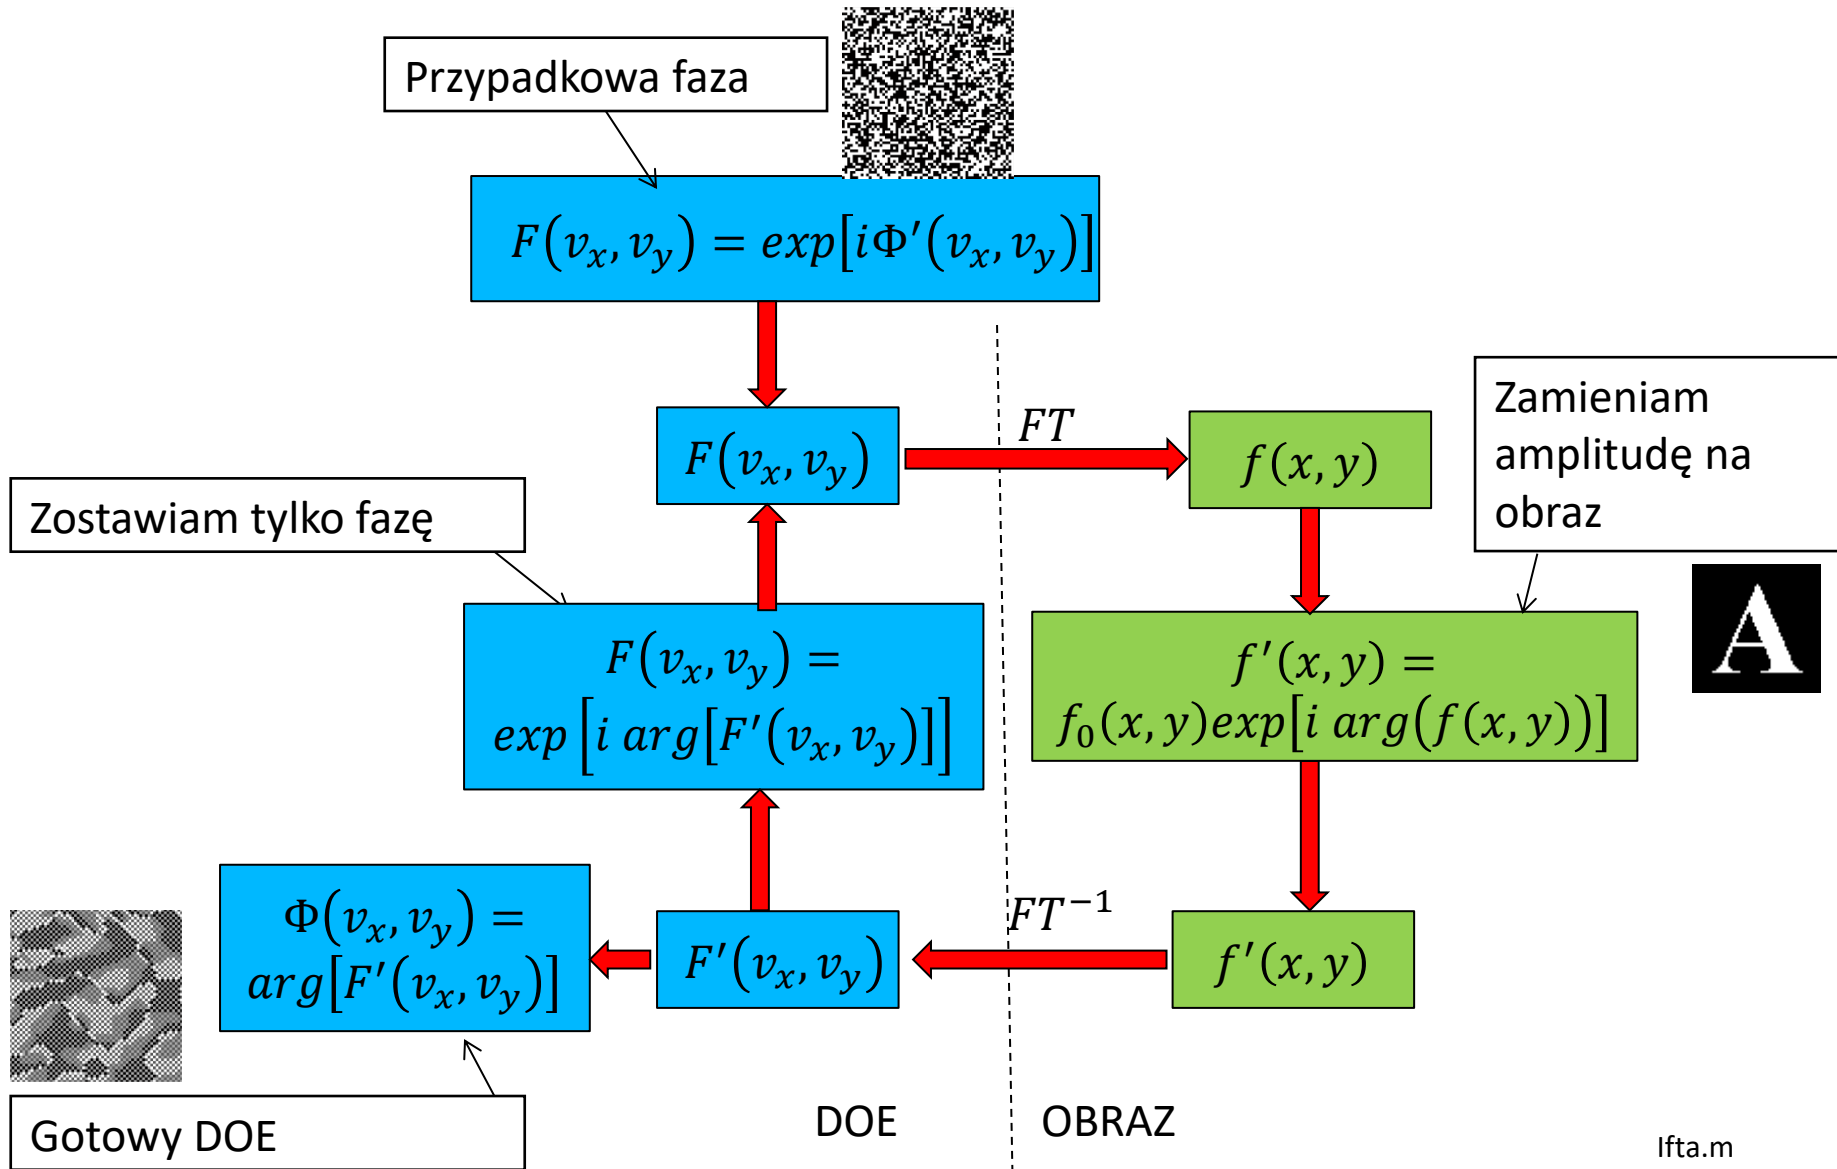 Przypadkowa faza
F(v_x, v_y) = exp[iΦ′(v_x, v_y)]
F(v_x, v_y)
FT
f(x, y)
Zamieniam
amplitudę na
obraz
Zostawiam tylko fazę
F(v_x, v_y) =
exp[i arg[F′(v_x, v_y)]]
f′(x, y) =
f_0(x, y)exp[i arg(f(x, y))]
A
Φ(v_x, v_y) =
arg[F′(v_x, v_y)]
F′(v_x, v_y)
FT^{-1}
f′(x, y)
Gotowy DOE
DOE
OBRAZ
Ifta.m